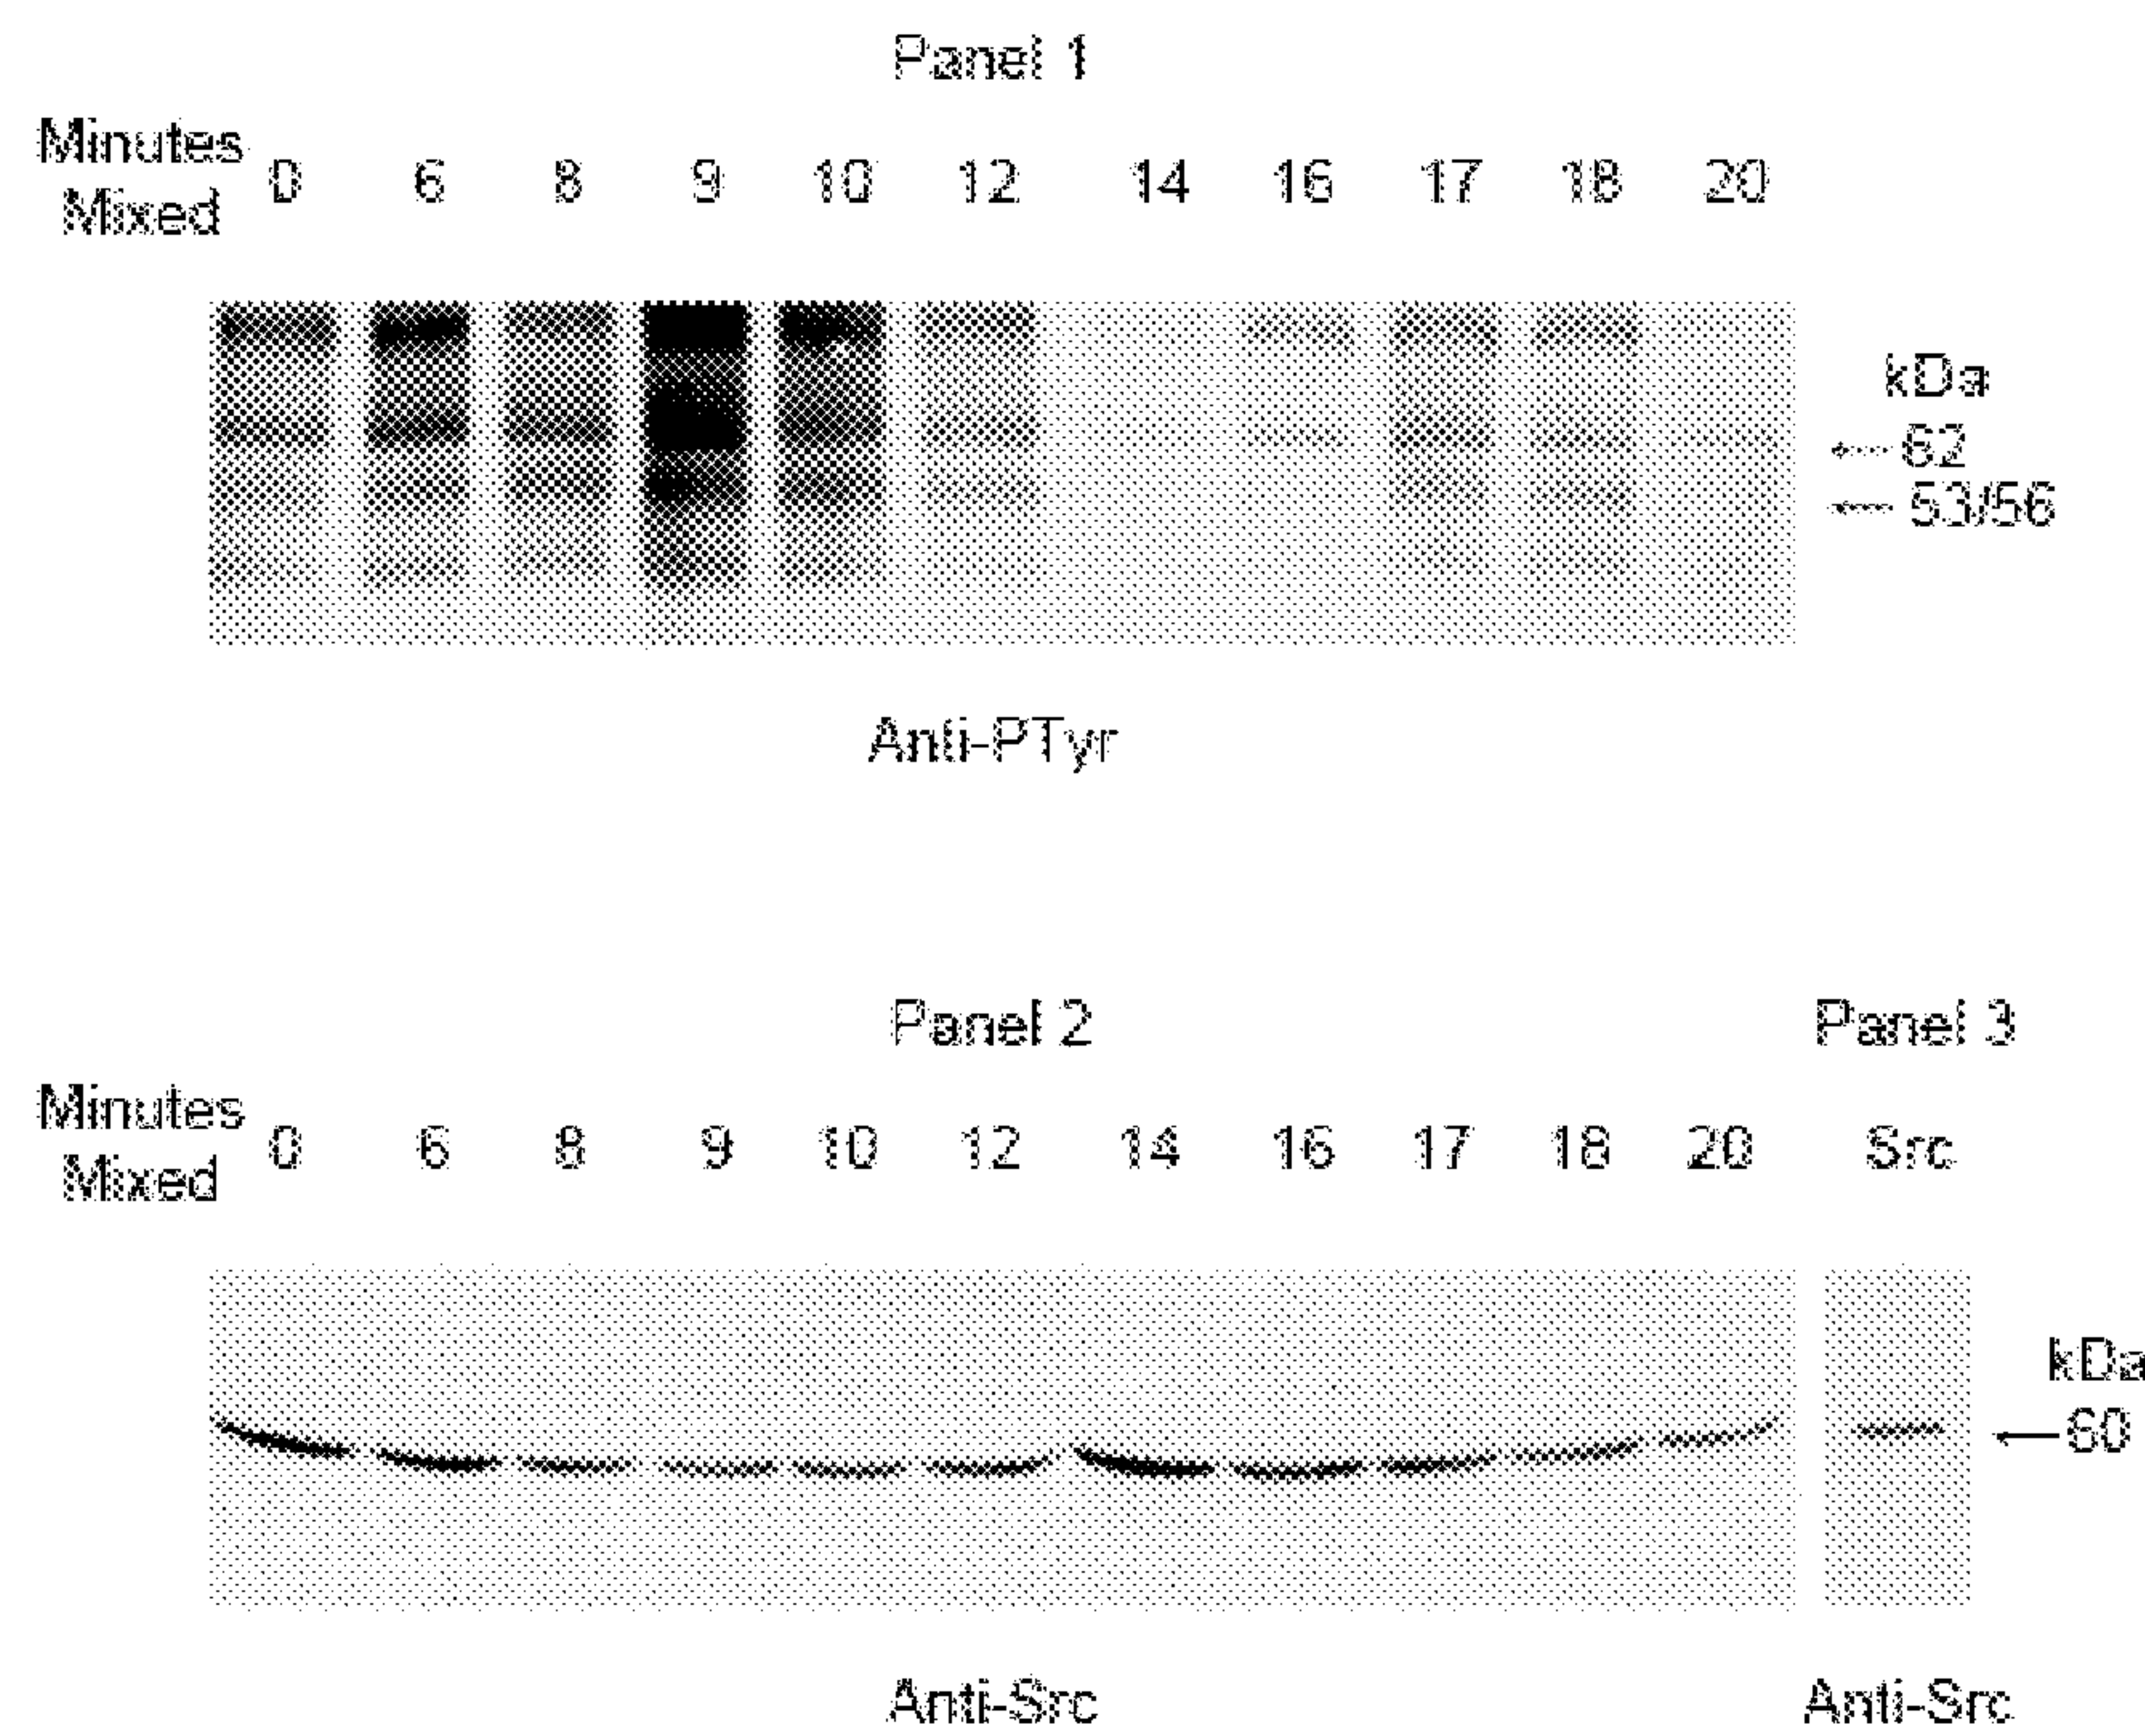 Panel 1
Minutes
Mixed
0 6 8 9 10 12 14 16 17 18 20
kDa
62
53/56
Anti-PTyr
Panel 2
Panel 3
Minutes
Mixed
0 6 8 9 10 12 14 16 17 18 20
Src
kDa
60
Anti-Src
Anti-Src